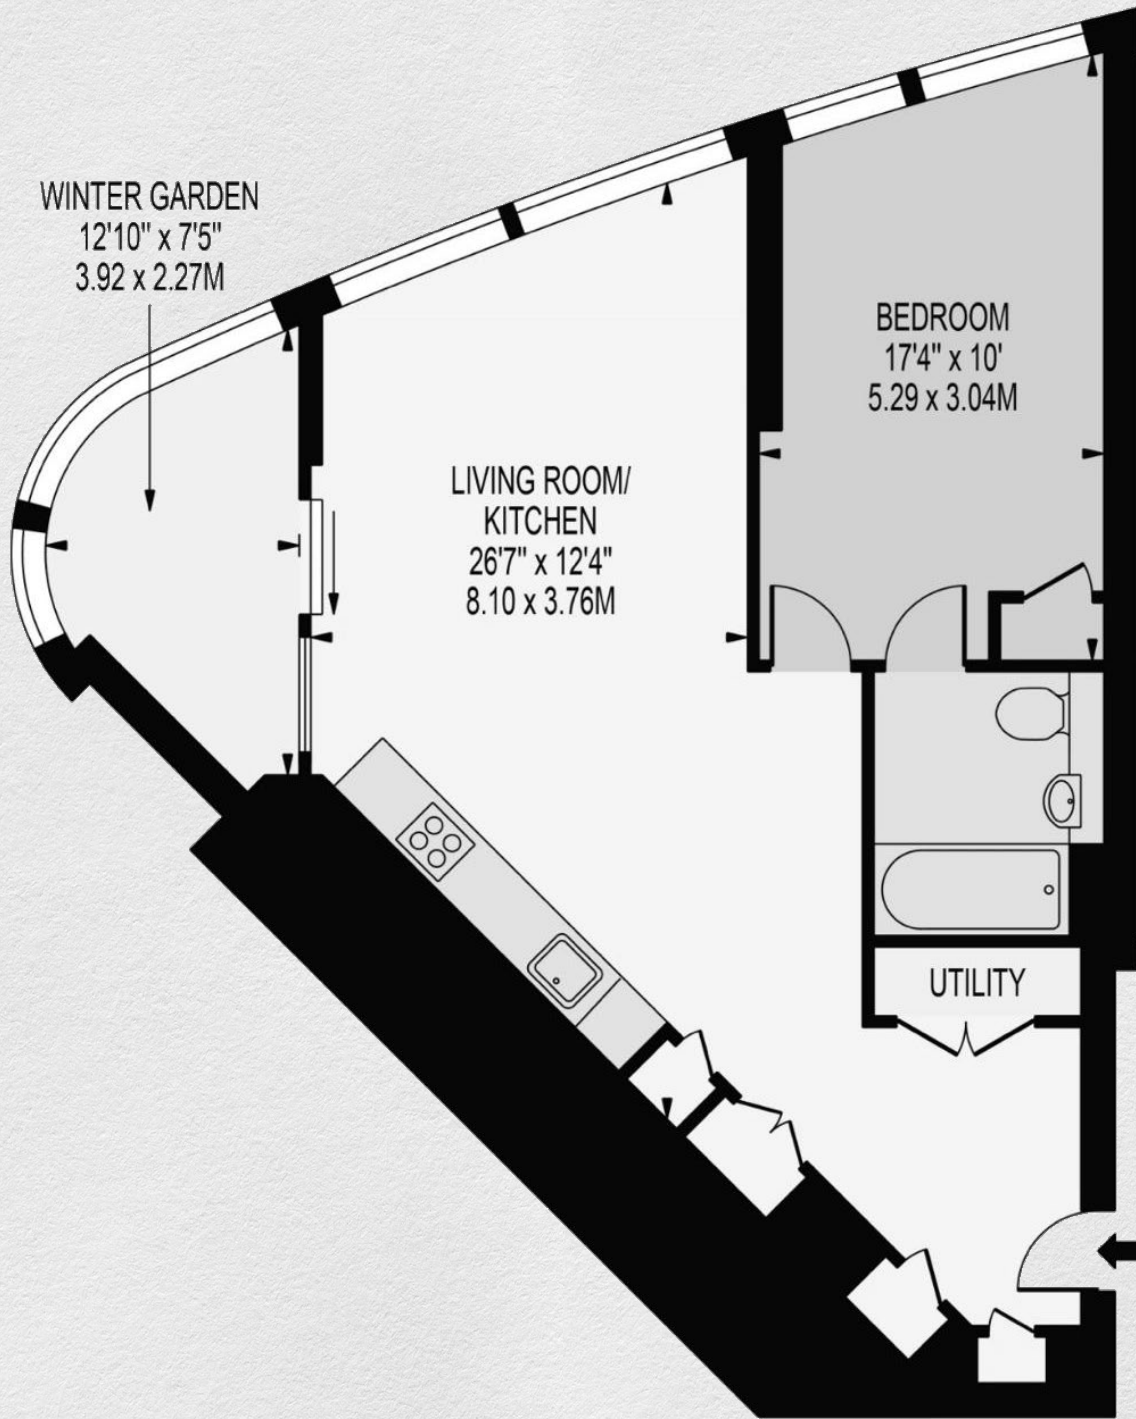 WINTER GARDEN
12'10" x 7'5"
3.92 x 2.27M
BEDROOM
17'4" x 10'
5.29 x 3.04M
LIVING ROOM/
KITCHEN
26'7" x 12'4"
8.10 x 3.76M
UTILITY